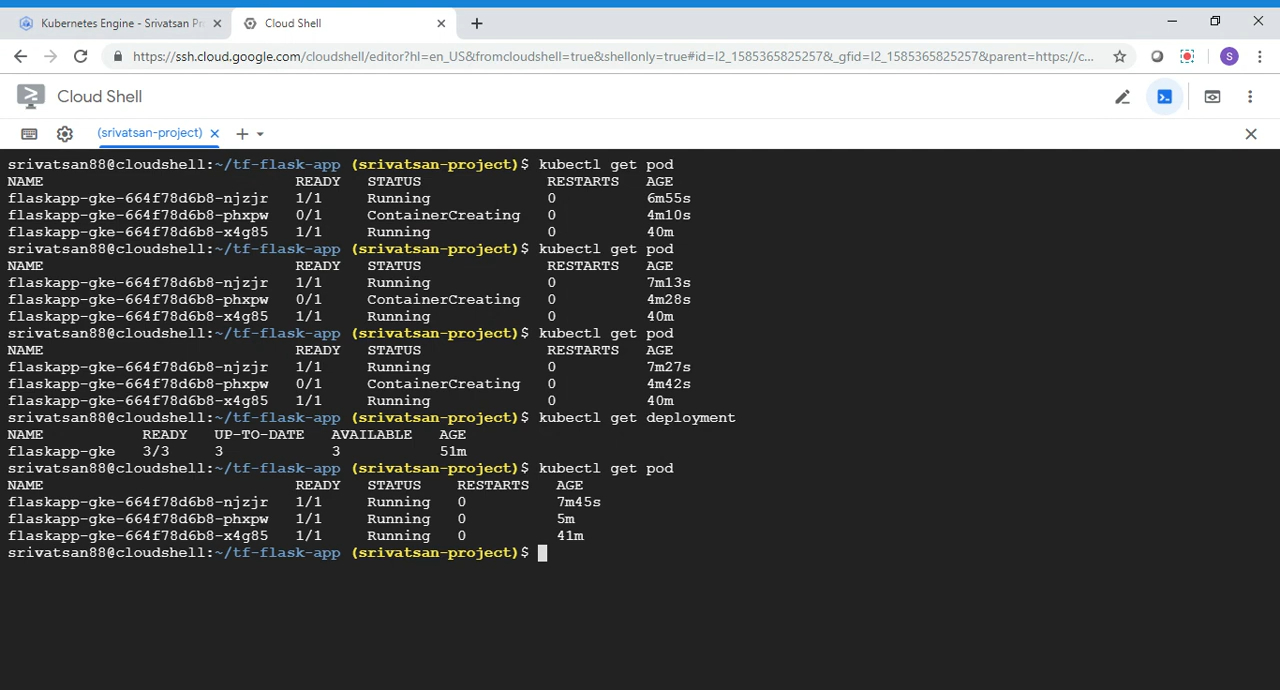 Kubernetes Engine - Srivatsan Pr
Cloud Shell
https://ssh.cloud.google.com/cloudshell/editor?hl=en_US&fromcloudshell=true&shellonly=true#id=I2_1585365825257&_gfid=I2_1585365825257&parent=https://c...
S
Cloud Shell
(srivatsan-project)
srivatsan88@cloudshell:~/tf-flask-app (srivatsan-project)$ kubectl get pod
NAME READY STATUS RESTARTS AGE
flaskapp-gke-664f78d6b8-njzjr 1/1 Running 0 6m55s
flaskapp-gke-664f78d6b8-phxpw 0/1 ContainerCreating 0 4m10s
flaskapp-gke-664f78d6b8-x4g85 1/1 Running 0 40m
srivatsan88@cloudshell:~/tf-flask-app (srivatsan-project)$ kubectl get pod
NAME READY STATUS RESTARTS AGE
flaskapp-gke-664f78d6b8-njzjr 1/1 Running 0 7m13s
flaskapp-gke-664f78d6b8-phxpw 0/1 ContainerCreating 0 4m28s
flaskapp-gke-664f78d6b8-x4g85 1/1 Running 0 40m
srivatsan88@cloudshell:~/tf-flask-app (srivatsan-project)$ kubectl get pod
NAME READY STATUS RESTARTS AGE
flaskapp-gke-664f78d6b8-njzjr 1/1 Running 0 7m27s
flaskapp-gke-664f78d6b8-phxpw 0/1 ContainerCreating 0 4m42s
flaskapp-gke-664f78d6b8-x4g85 1/1 Running 0 40m
srivatsan88@cloudshell:~/tf-flask-app (srivatsan-project)$ kubectl get deployment
NAME READY UP-TO-DATE AVAILABLE AGE
flaskapp-gke 3/3 3 3 51m
srivatsan88@cloudshell:~/tf-flask-app (srivatsan-project)$ kubectl get pod
NAME READY STATUS RESTARTS AGE
flaskapp-gke-664f78d6b8-njzjr 1/1 Running 0 7m45s
flaskapp-gke-664f78d6b8-phxpw 1/1 Running 0 5m
flaskapp-gke-664f78d6b8-x4g85 1/1 Running 0 41m
srivatsan88@cloudshell:~/tf-flask-app (srivatsan-project)$